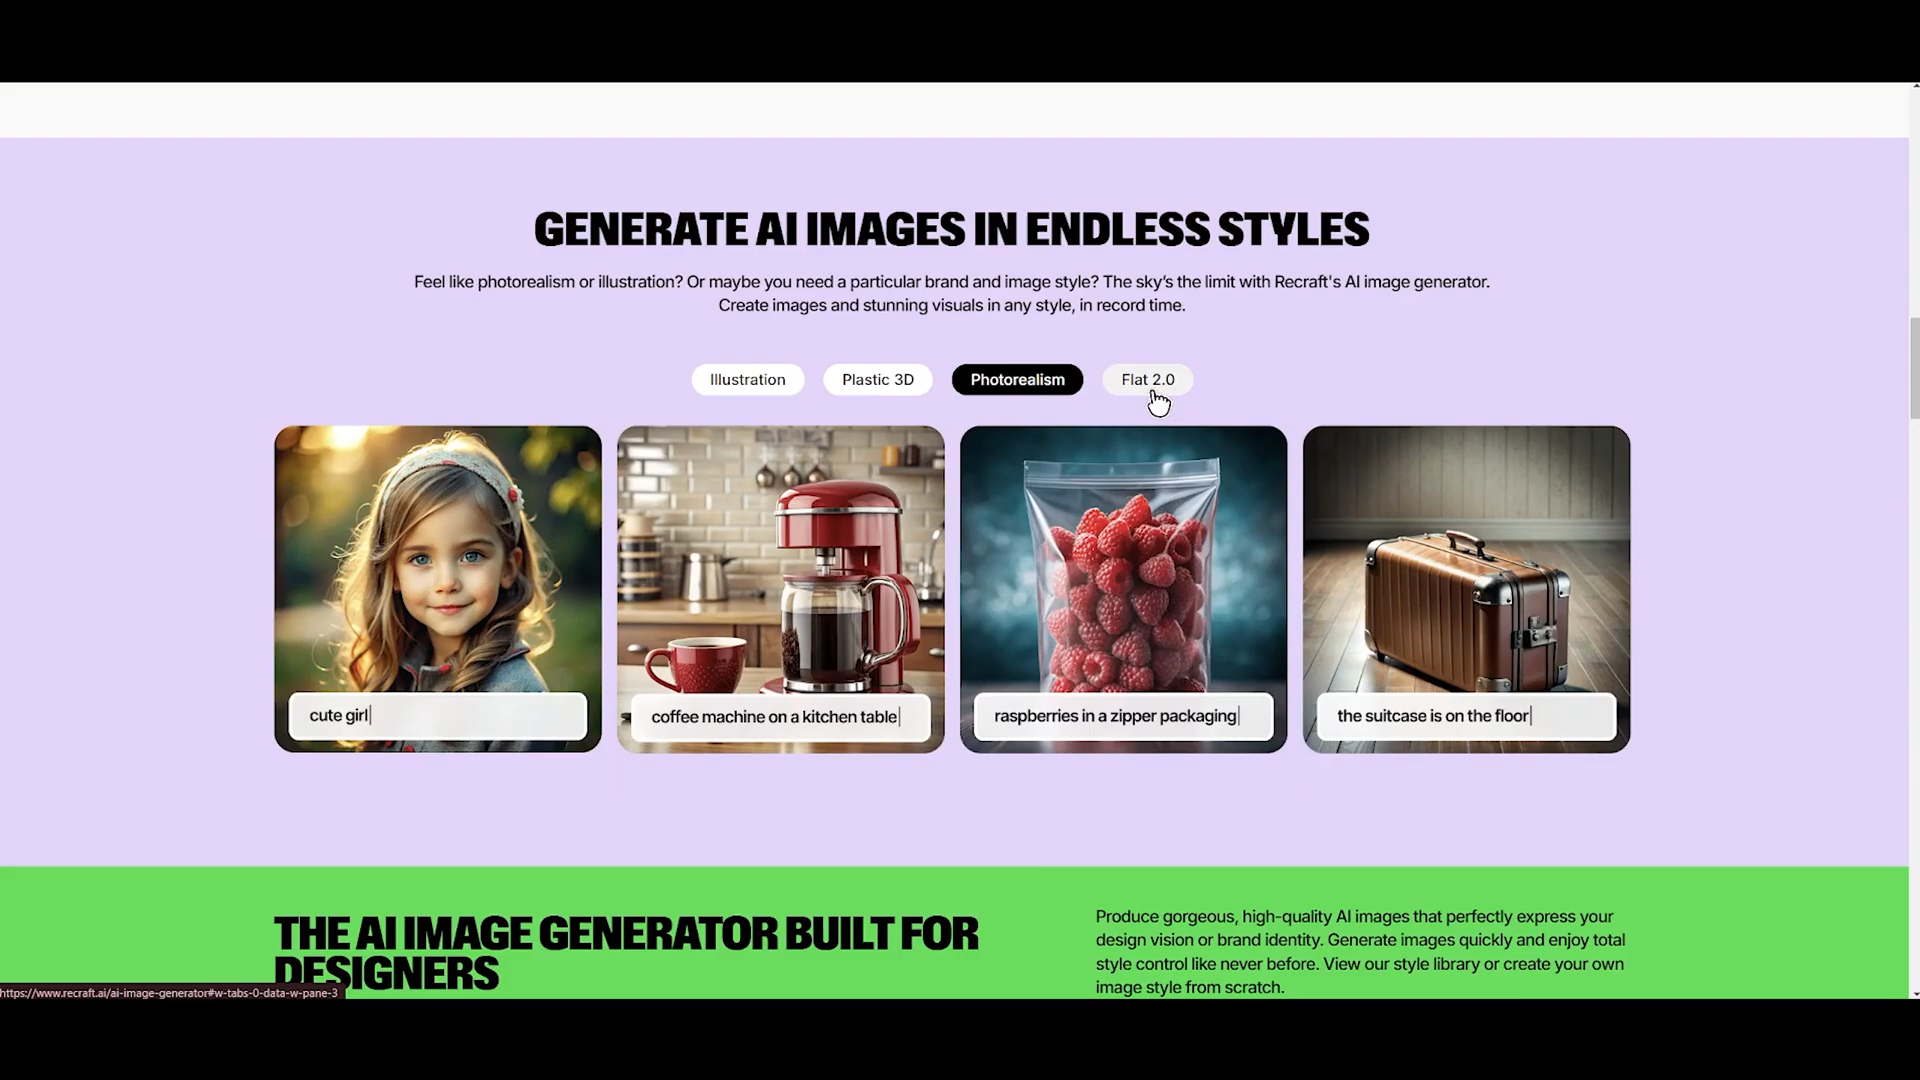 GENERATE AI IMAGES IN ENDLESS STYLES
Feel like photorealism or illustration? Or maybe you need a particular brand and image style? The sky's the limit with Recraft's AI image generator.
Create images and stunning visuals in any style, in record time.
Illustration
Plastic 3D
Photorealism
Flat 2.0
cute girl
coffee machine on a kitchen table
raspberries in a zipper packaging
the suitcase is on the floor
THE AI IMAGE GENERATOR BUILT FOR
DESIGNERS
Produce gorgeous, high-quality AI images that perfectly express your
design vision or brand identity. Generate images quickly and enjoy total
style control like never before. View our style library or create your own
image style from scratch.
https://www.recraft.ai/ai-image-generator#w-tabs-0-data-w-pane-3